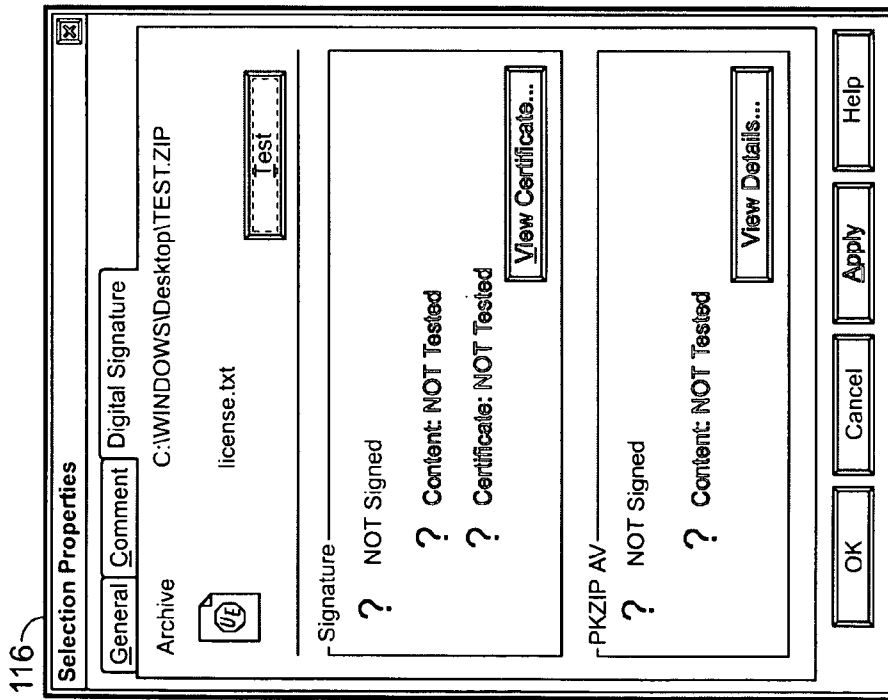 116
Selection Properties
General Comment Digital Signature
Archive C:\WINDOWS\Desktop\TEST.ZIP
license.txt
Test
Signature
? NOT Signed
? Content: NOT Tested
? Certificate: NOT Tested
View Certificate...
PKZIP AV
? NOT Signed
? Content: NOT Tested
View Details...
OK Cancel Apply Help